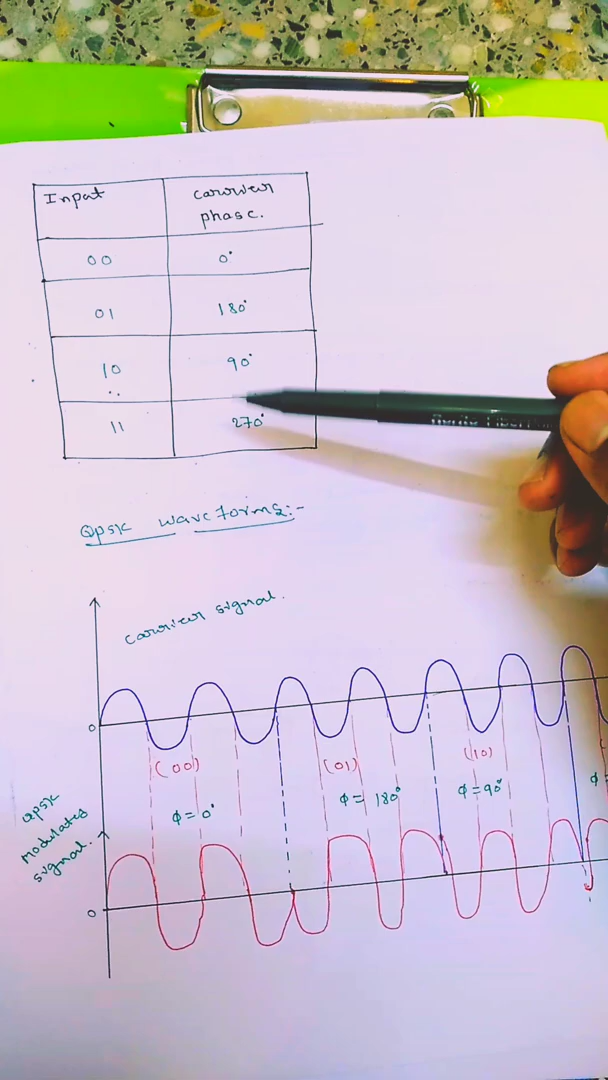 Input
carrier
phase.
00
0°
01
180°
10
90°
11
270°
Qpsk waveforms:-
carrier signal.
0
(00)
(01)
(10)
ϕ = 0°
ϕ = 180°
ϕ = 90°
Qpsk
modulated
signal.
0